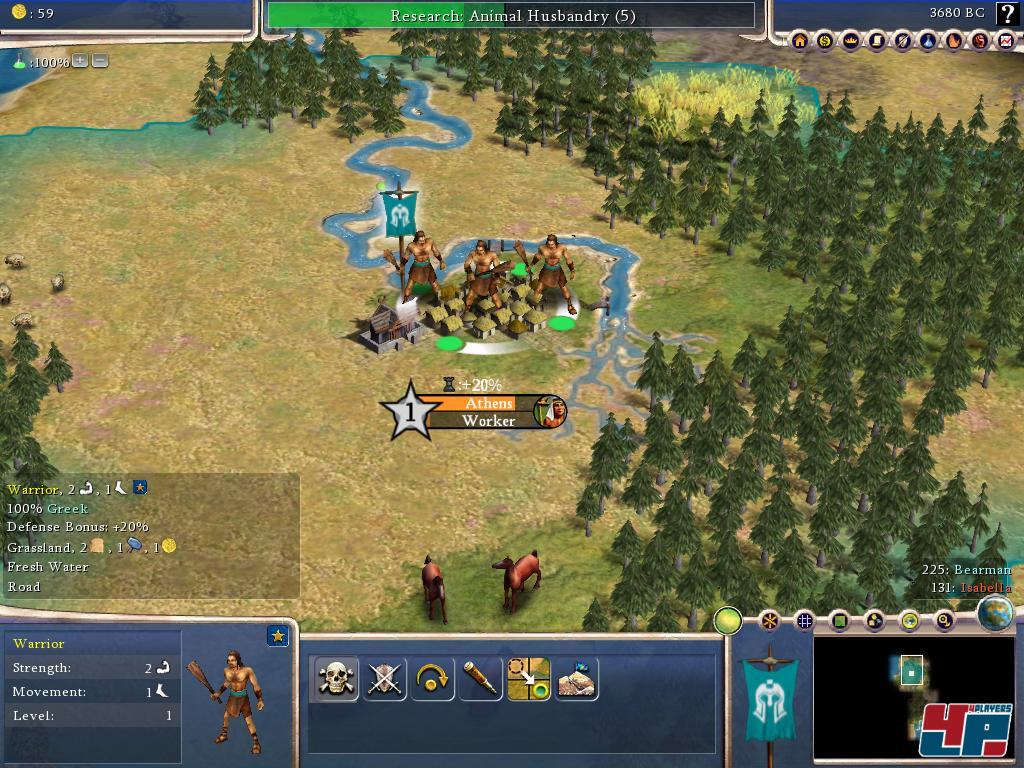 : 59
Research: Animal Husbandry (5)
3680 BC
?
:100%
:+20%
1
Athens
Worker
Warrior, 2 , 1
100% Greek
Defense Bonus: +20%
Grassland, 2 , 1 , 1
Fresh Water
Road
225: Bearman
131: Isabella
Warrior
Strength: 2
Movement: 1
Level: 1
4PLAYERS
4P